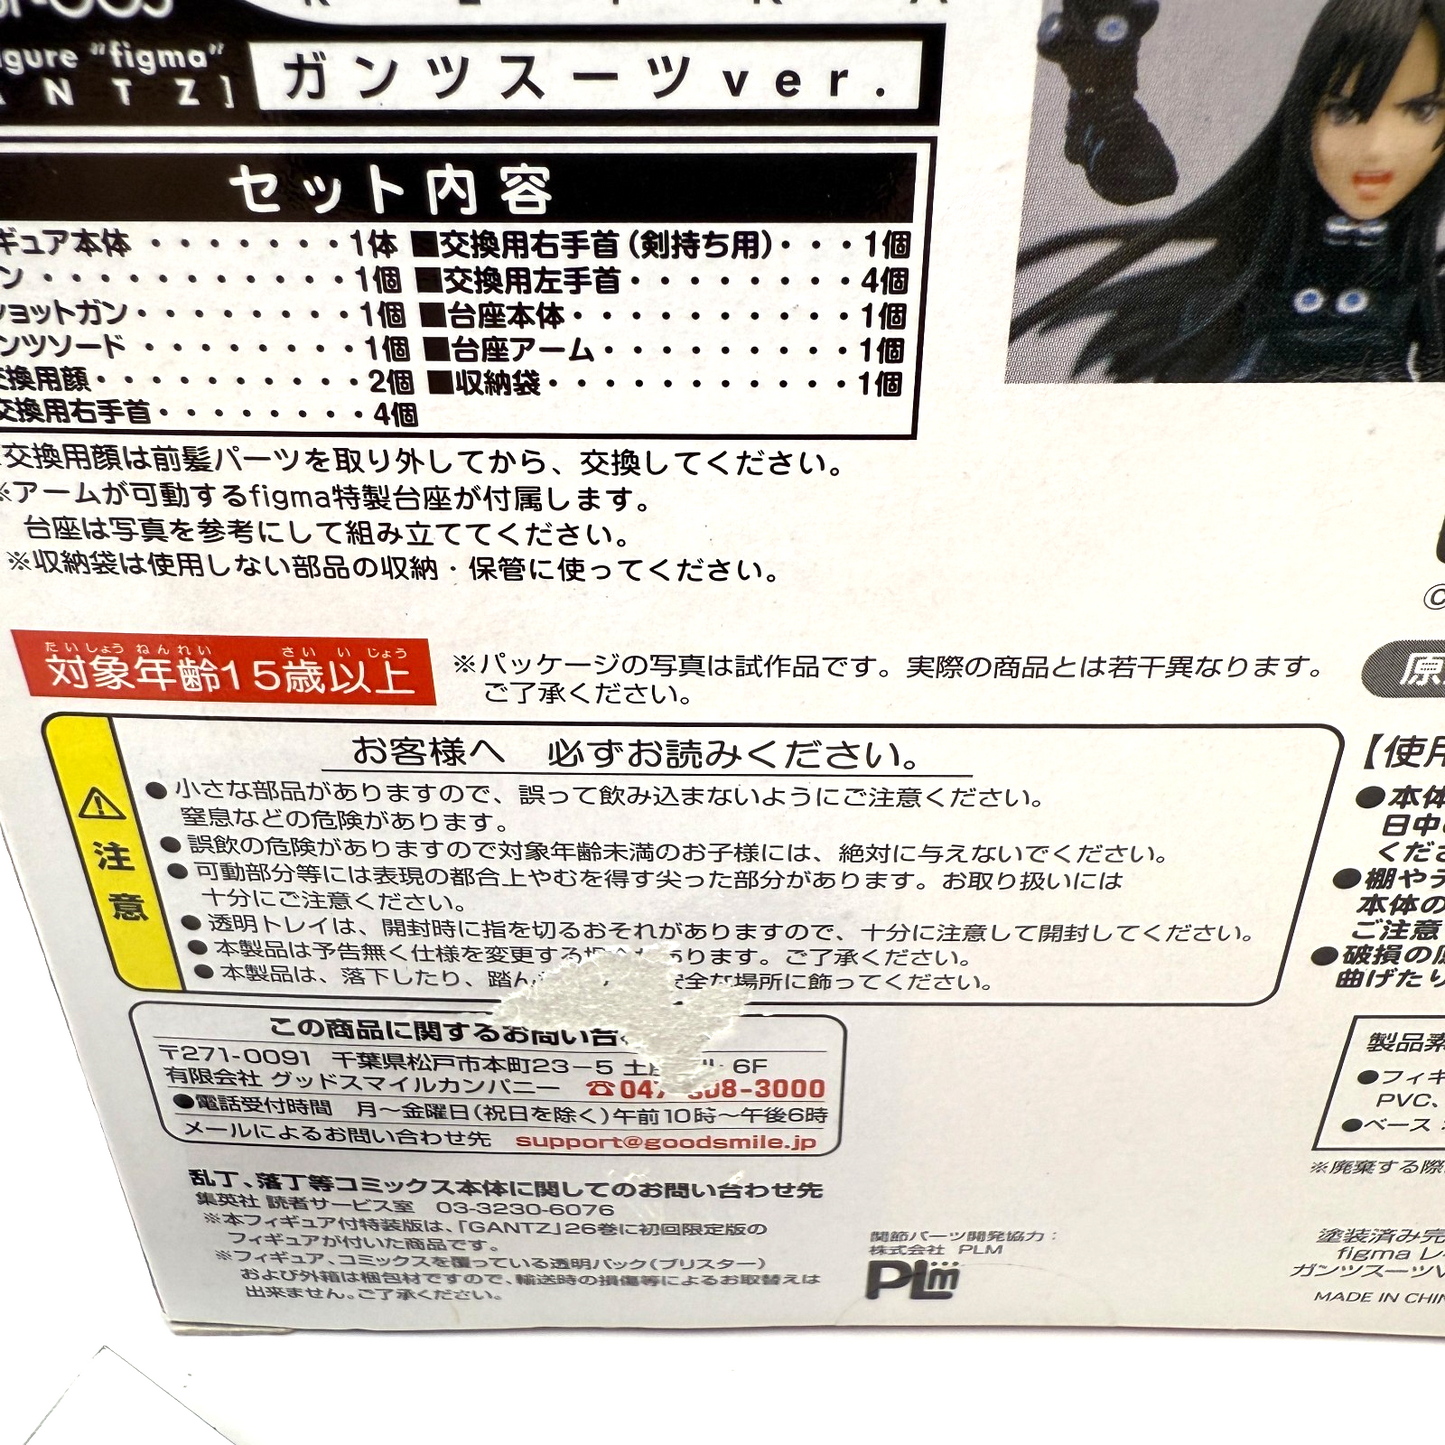 figure "figma"
N T Z]
ガンツスーツver.
セット内容
ギュア本体・・・・・・・1体
ン・・・・・・・・・・・1個
ショットガン・・・・・・・・1個
ンツソード・・・・・・・・1個
交換用顔・・・・・・・・・・2個
交換用右手首・・・・・・・・4個
■交換用右手首(剣持ち用)・・・1個
■交換用左手首・・・・・・・・4個
■台座本体・・・・・・・・・・1個
■台座アーム・・・・・・・・・1個
■収納袋・・・・・・・・・・・1個
交換用顔は前髪パーツを取り外してから、交換してください。
※アームが可動するfigma特製台座が付属します。
台座は写真を参考にして組み立ててください。
※収納袋は使用しない部品の収納・保管に使ってください。
たいしょう ねんれい さい いじょう
対象年齢15歳以上
※パッケージの写真は試作品です。実際の商品とは若干異なります。
ご了承ください。
注意
お客様へ 必ずお読みください。
●小さな部品がありますので、誤って飲み込まないようにご注意ください。
窒息などの危険があります。
●誤飲の危険がありますので対象年齢未満のお子様には、絶対に与えないでください。
●可動部分等には表現の都合上やむを得ず尖った部分があります。お取り扱いには
十分にご注意ください。
●透明トレイは、開封時に指を切るおそれがありますので、十分に注意して開封してください。
●本製品は予告無く仕様を変更する場合があります。ご了承ください。
●本製品は、落下したり、踏ん 安全な場所に飾ってください。
この商品に関するお問い合
〒271-0091 千葉県松戸市本町23-5 6F
有限会社 グッドスマイルカンパニー ☎047 08-3000
●電話受付時間 月～金曜日(祝日を除く)午前10時～午後6時
メールによるお問い合わせ先 support@goodsmile.jp
乱丁、落丁等コミックス本体に関してのお問い合わせ先
集英社 読者サービス室 03-3230-6076
※本フィギュア付特装版は、「GANTZ」26巻に初回限定版の
フィギュアが付いた商品です。
※フィギュア、コミックスを覆っている透明パック(ブリスター)
および外箱は梱包材ですので、輸送時の損傷等によるお取替えは
出来ません。ご了承ください。
関節パーツ開発協力：
株式会社 PLM
PLm
©
原
【使用
●本体
日中
くださ
●棚や
本体の
ご注意
●破損の
曲げたり
製品素
●フィギ
PVC、
●ベース
※廃棄する際
塗装済み完
figma レ
ガンツスーツv
MADE IN CHIN